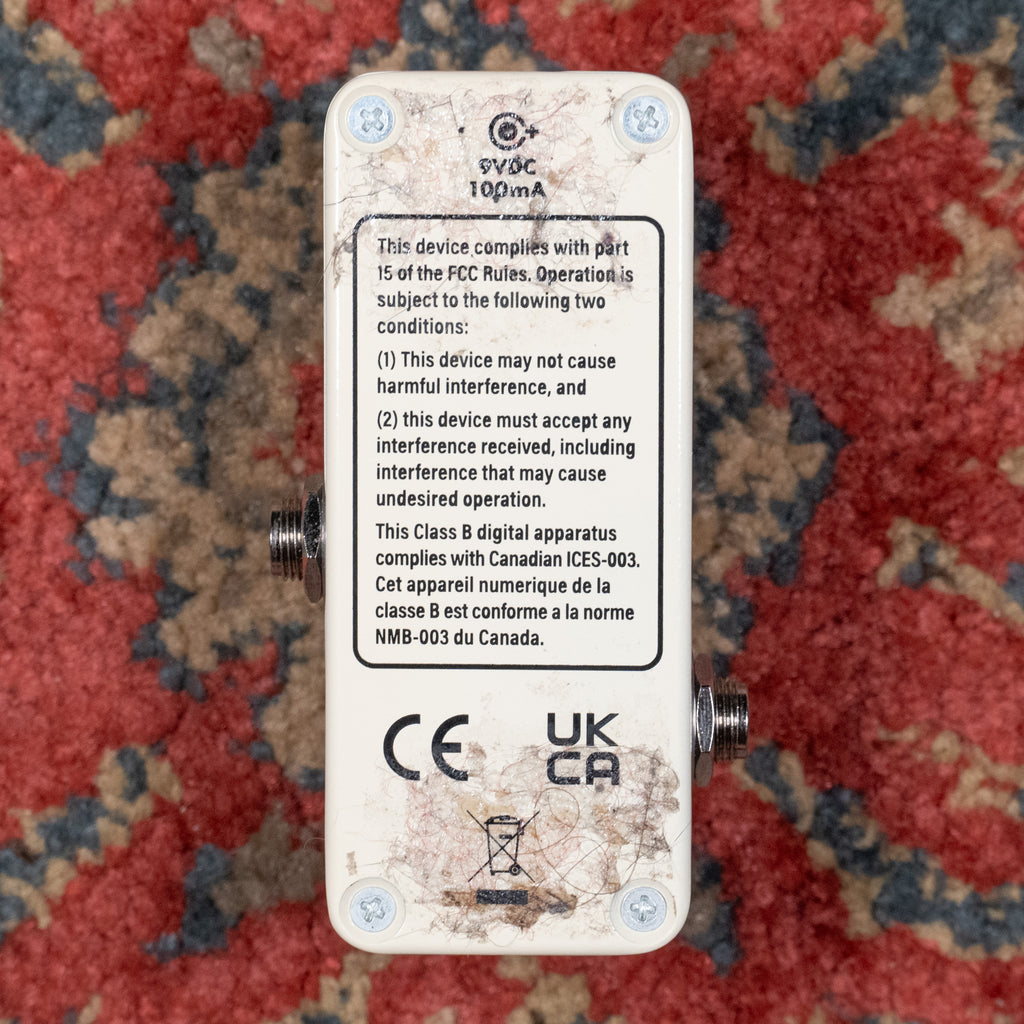 9VDC
100mA
This device complies with part
15 of the FCC Rules. Operation is
subject to the following two
conditions:
(1) This device may not cause
harmful interference, and
(2) this device must accept any
interference received, including
interference that may cause
undesired operation.
This Class B digital apparatus
complies with Canadian ICES-003.
Cet appareil numerique de la
classe B est conforme a la norme
NMB-003 du Canada.
CE UK
CA